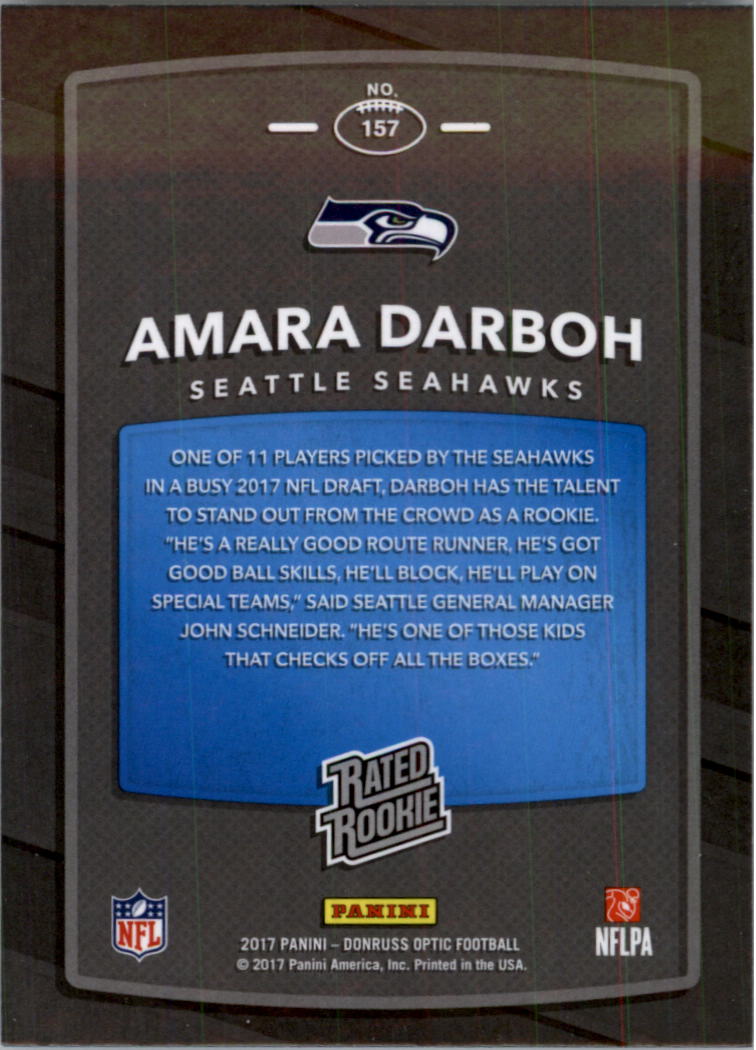 NO.
157
AMARA DARBOH
SEATTLE SEAHAWKS
ONE OF 11 PLAYERS PICKED BY THE SEAHAWKS
IN A BUSY 2017 NFL DRAFT, DARBOH HAS THE TALENT
TO STAND OUT FROM THE CROWD AS A ROOKIE.
"HE'S A REALLY GOOD ROUTE RUNNER, HE'S GOT
GOOD BALL SKILLS, HE'LL BLOCK, HE'LL PLAY ON
SPECIAL TEAMS," SAID SEATTLE GENERAL MANAGER
JOHN SCHNEIDER. "HE'S ONE OF THOSE KIDS
THAT CHECKS OFF ALL THE BOXES."
RATED
ROOKIE
NFL
PANINI
NFLPA
2017 PANINI – DONRUSS OPTIC FOOTBALL
© 2017 Panini America, Inc. Printed in the USA.